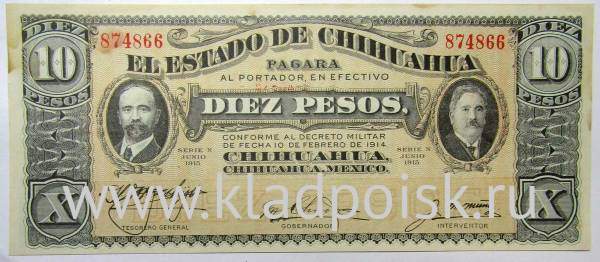 DIEZ DIEZ
874866 874866
EL ESTADO DE CHIHUAHUA
10 10
PAGARA
AL PORTADOR, EN EFECTIVO
DIEZ PESOS.
CONFORME AL DECRETO MILITAR
DE FECHA 10 DE FEBRERO DE 1914.
SERIE N SERIE N
JUNIO JUNIO
1915 1915
CHIHUAHUA,
CHIHUAHUA, MEXICO.
X X
www.kladpoisk.ru
TESORERO GENERAL GOBERNADOR INTERVENTOR